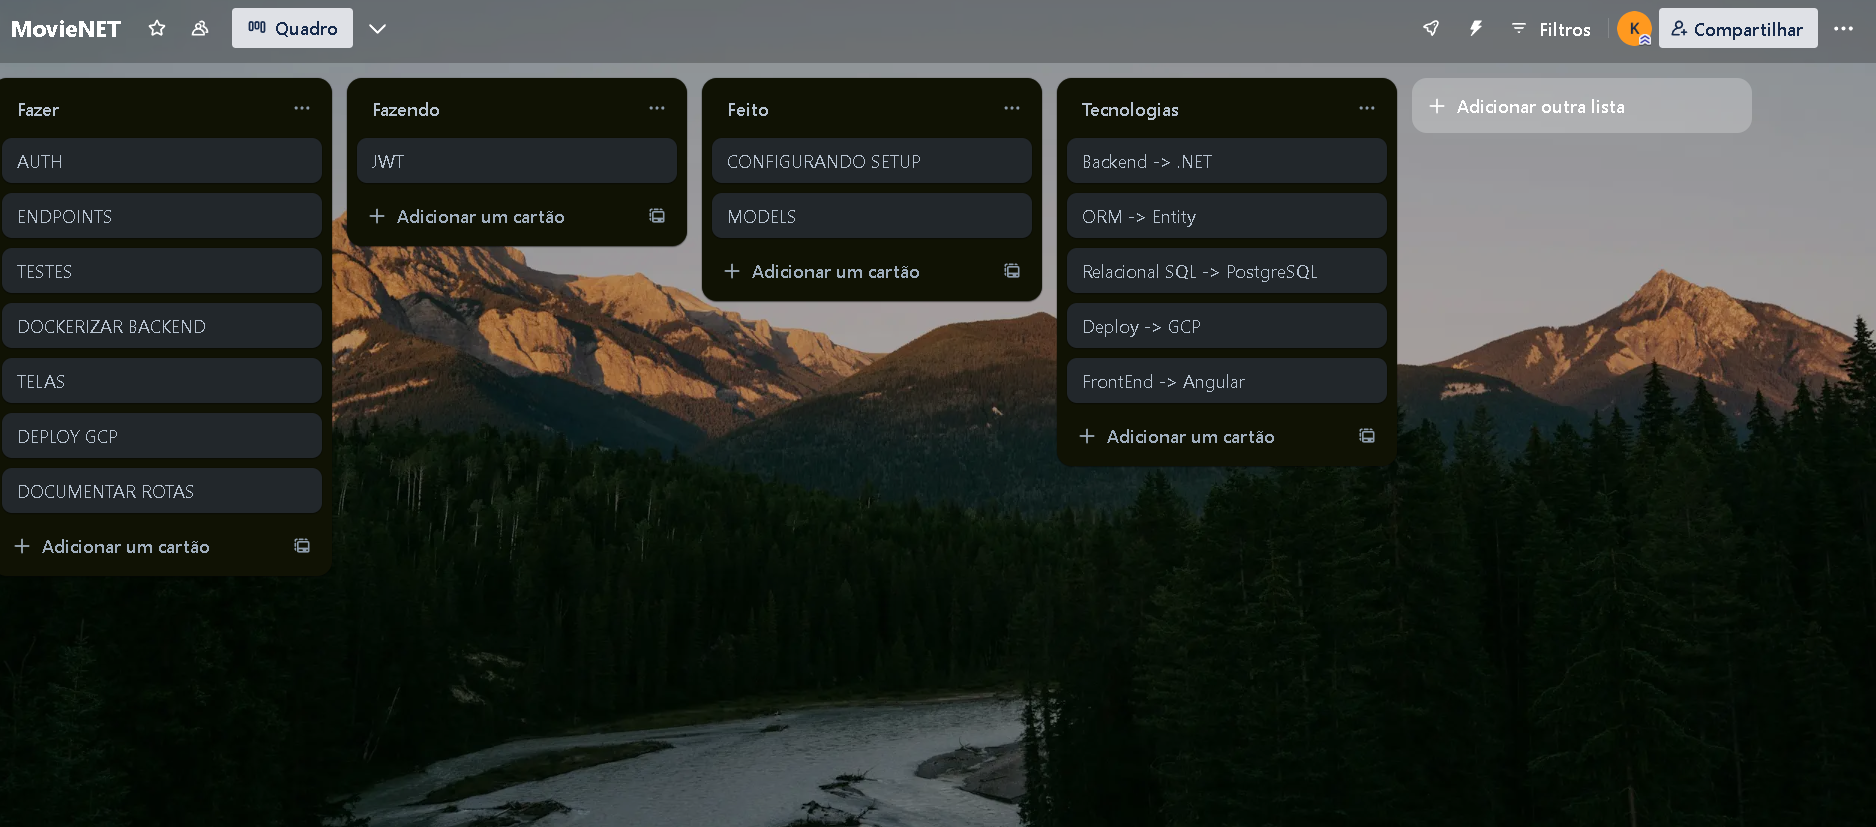 MovieNET
Quadro
Filtros
K
Compartilhar
Fazer
AUTH
ENDPOINTS
TESTES
DOCKERIZAR BACKEND
TELAS
DEPLOY GCP
DOCUMENTAR ROTAS
Adicionar um cartão
Fazendo
JWT
Adicionar um cartão
Feito
CONFIGURANDO SETUP
MODELS
Adicionar um cartão
Tecnologias
Backend -> .NET
ORM -> Entity
Relacional SQL -> PostgreSQL
Deploy -> GCP
FrontEnd -> Angular
Adicionar um cartão
Adicionar outra lista